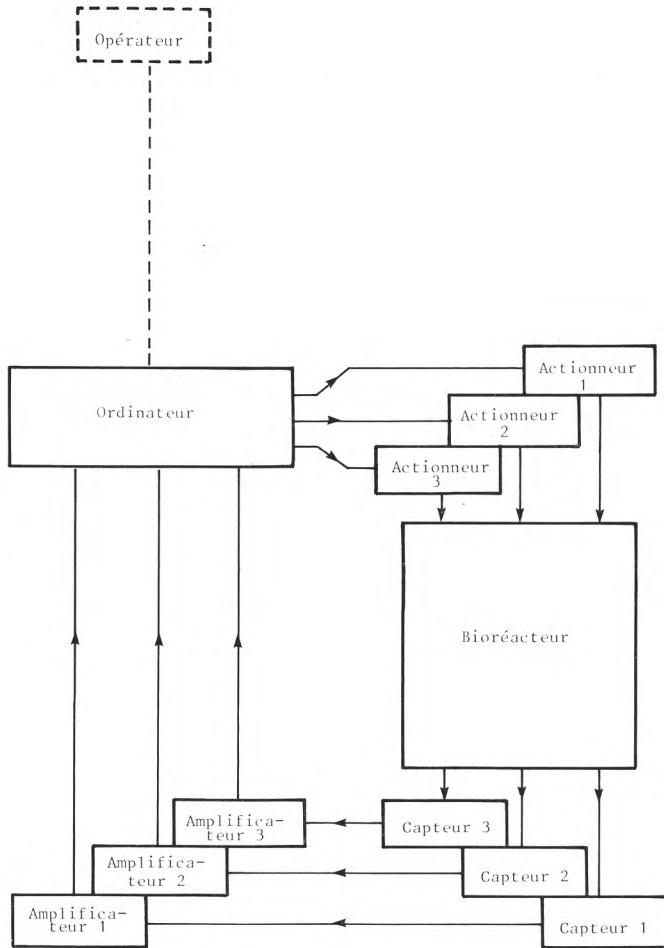 Opérateur
Actionneur
1
Ordinateur
Actionneur
2
Actionneur
3
Bioréacteur
Amplifica-
teur 3
Capteur 3
Amplifica-
teur 2
Capteur 2
Amplifica-
teur 1
Capteur 1